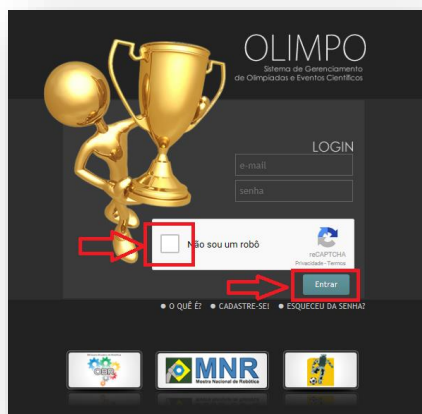 OLIMPO
Sistema de Gerenciamento
de Olimpíadas e Eventos Científicos
LOGIN
e-mail
senha
Não sou um robô
reCAPTCHA
Privacidade - Termos
Entrar
● O QUÊ É? ● CADASTRE-SE! ● ESQUECEU DA SENHA?
OBR
MNR
Mostra Nacional de Robótica